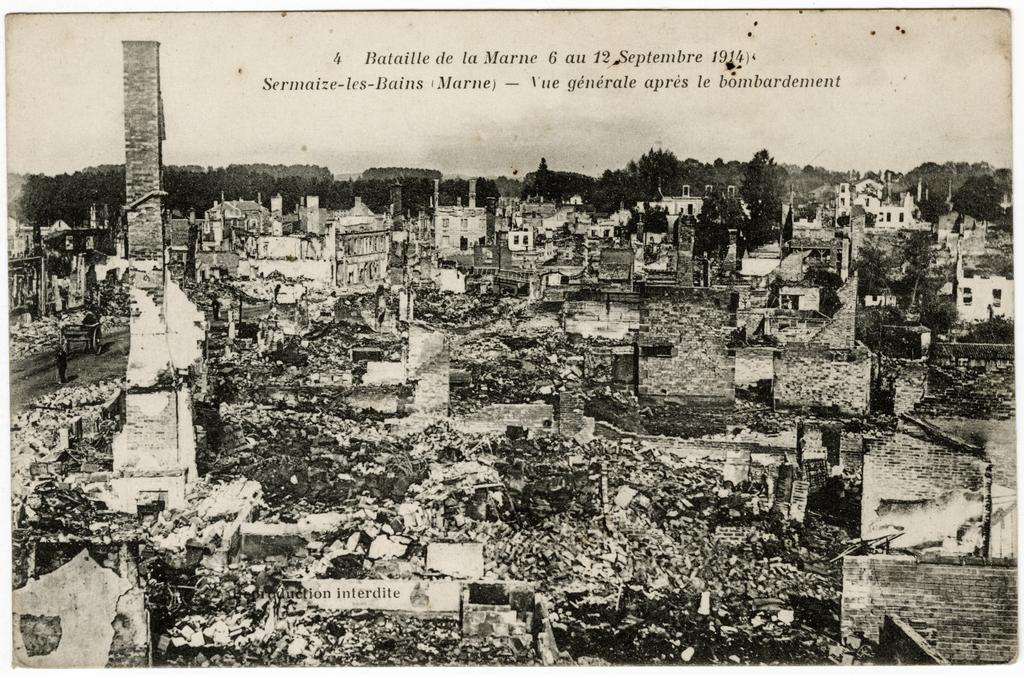 4 Bataille de la Marne 6 au 12 Septembre 1914)
Sermaize-les-Bains (Marne) — Vue générale après le bombardement
Reproduction interdite